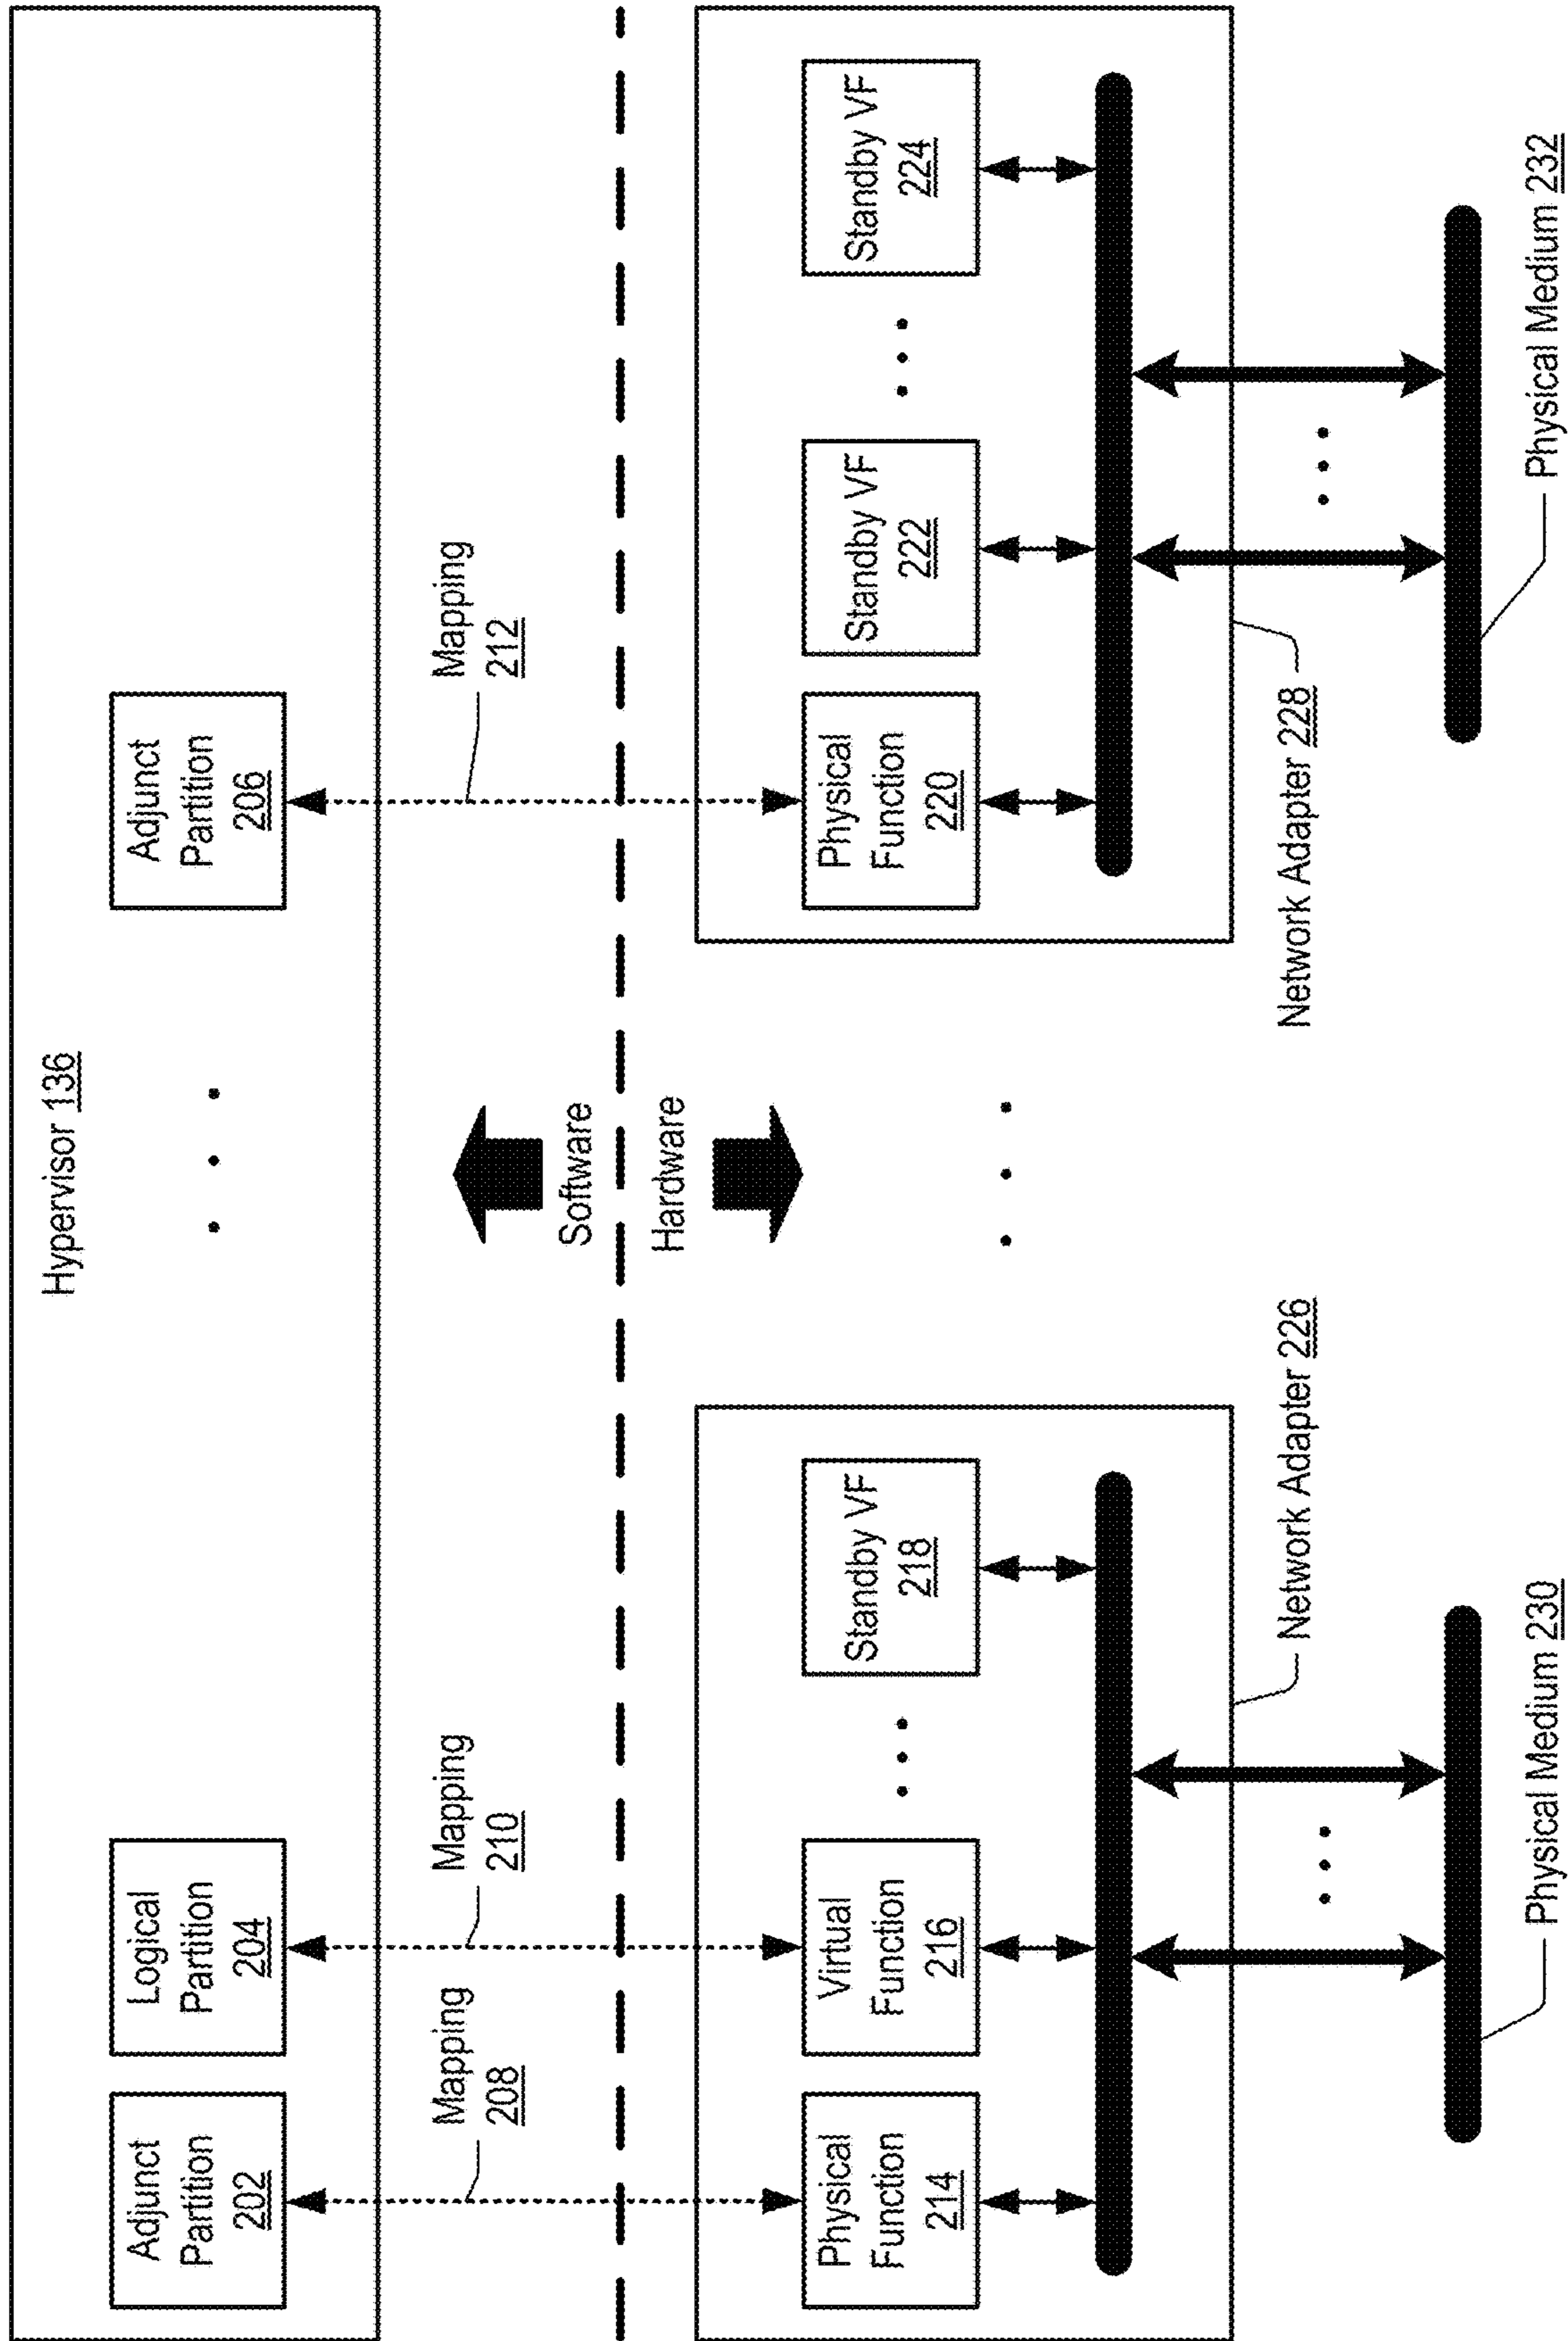 Hypervisor 136
Adjunct
Partition
202
Logical
Partition
204
Adjunct
Partition
206
Mapping
208
Mapping
210
Mapping
212
Software
Hardware
Physical
Function
214
Virtual
Function
216
Standby VF
218
Physical
Function
220
Standby VF
222
Standby VF
224
Network Adapter 226
Network Adapter 228
Physical Medium 230
Physical Medium 232